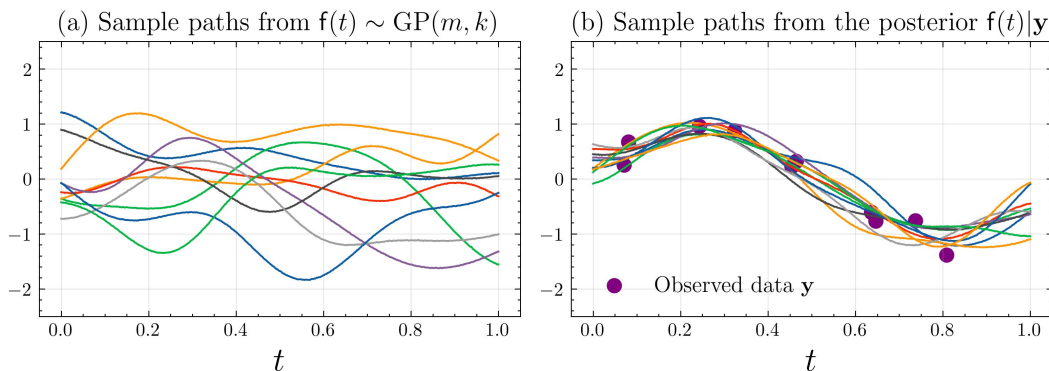 (a) Sample paths from f(t) ∼ GP(m, k)
2
1
0
−1
−2
0.0 0.2 0.4 0.6 0.8 1.0
t
(b) Sample paths from the posterior f(t)|y
2
1
0
−1
−2
Observed data y
0.0 0.2 0.4 0.6 0.8 1.0
t